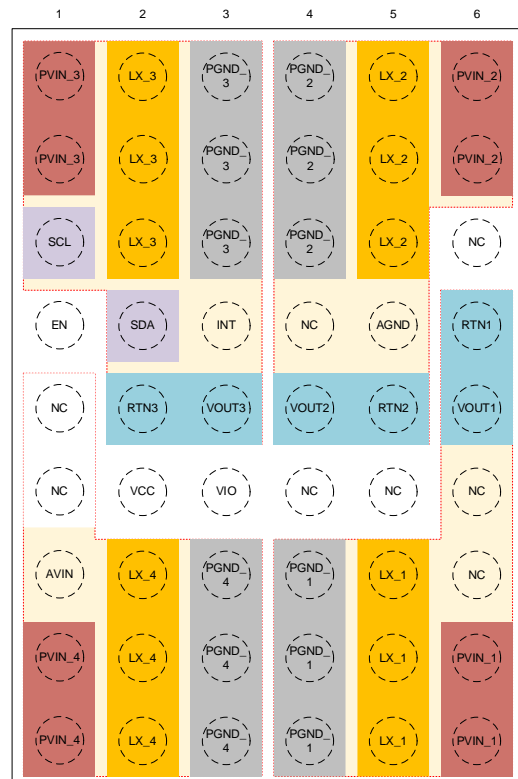 1 2 3 4 5 6
PVIN_3 LX_3 PGND_3 PGND_2 LX_2 PVIN_2
PVIN_3 LX_3 PGND_3 PGND_2 LX_2 PVIN_2
SCL LX_3 PGND_3 PGND_2 LX_2 NC
EN SDA INT NC AGND RTN1
NC RTN3 VOUT3 VOUT2 RTN2 VOUT1
NC VCC VIO NC NC NC
AVIN LX_4 PGND_4 PGND_1 LX_1 NC
PVIN_4 LX_4 PGND_4 PGND_1 LX_1 PVIN_1
PVIN_4 LX_4 PGND_4 PGND_1 LX_1 PVIN_1